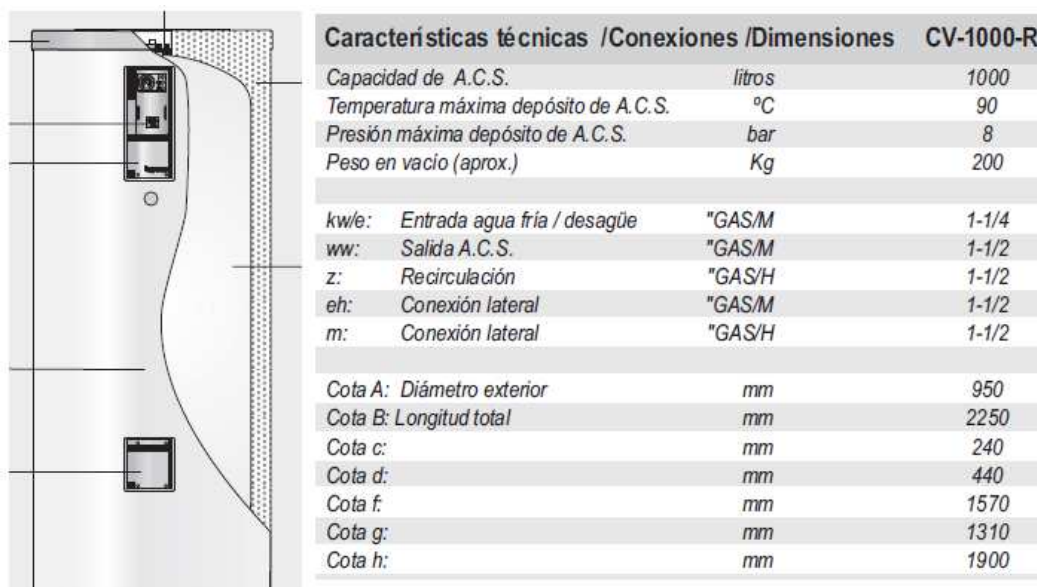 Características técnicas /Conexiones /Dimensiones CV-1000-R
Capacidad de A.C.S. litros 1000
Temperatura máxima depósito de A.C.S. ºC 90
Presión máxima depósito de A.C.S. bar 8
Peso en vacío (aprox.) Kg 200
kw/e: Entrada agua fría / desagüe "GAS/M 1-1/4
ww: Salida A.C.S. "GAS/M 1-1/2
z: Recirculación "GAS/H 1-1/2
eh: Conexión lateral "GAS/M 1-1/2
m: Conexión lateral "GAS/H 1-1/2
Cota A: Diámetro exterior mm 950
Cota B: Longitud total mm 2250
Cota c: mm 240
Cota d: mm 440
Cota f: mm 1570
Cota g: mm 1310
Cota h: mm 1900